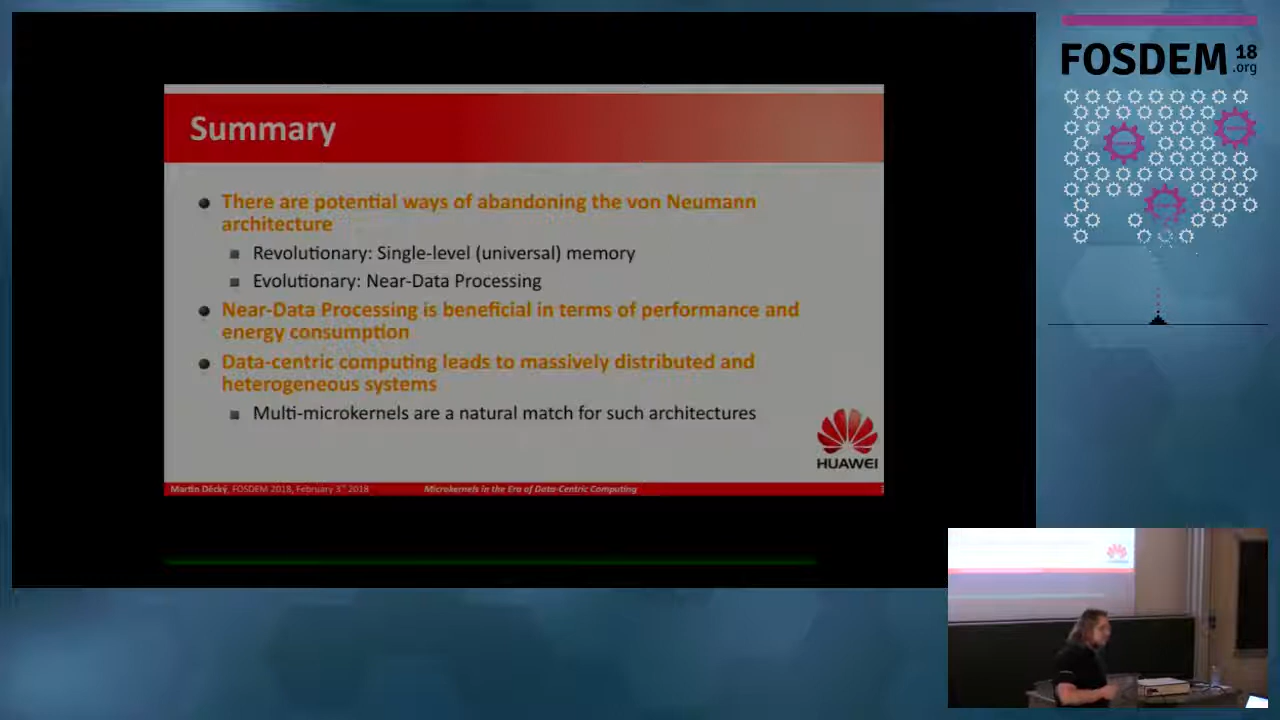 FOSDEM 18
.org
Summary
There are potential ways of abandoning the von Neumann
architecture
Revolutionary: Single-level (universal) memory
Evolutionary: Near-Data Processing
Near-Data Processing is beneficial in terms of performance and
energy consumption
Data-centric computing leads to massively distributed and
heterogeneous systems
Multi-microkernels are a natural match for such architectures
HUAWEI
Martin Děcký, FOSDEM 2018, February 3rd 2018
Microkernels in the Era of Data-Centric Computing